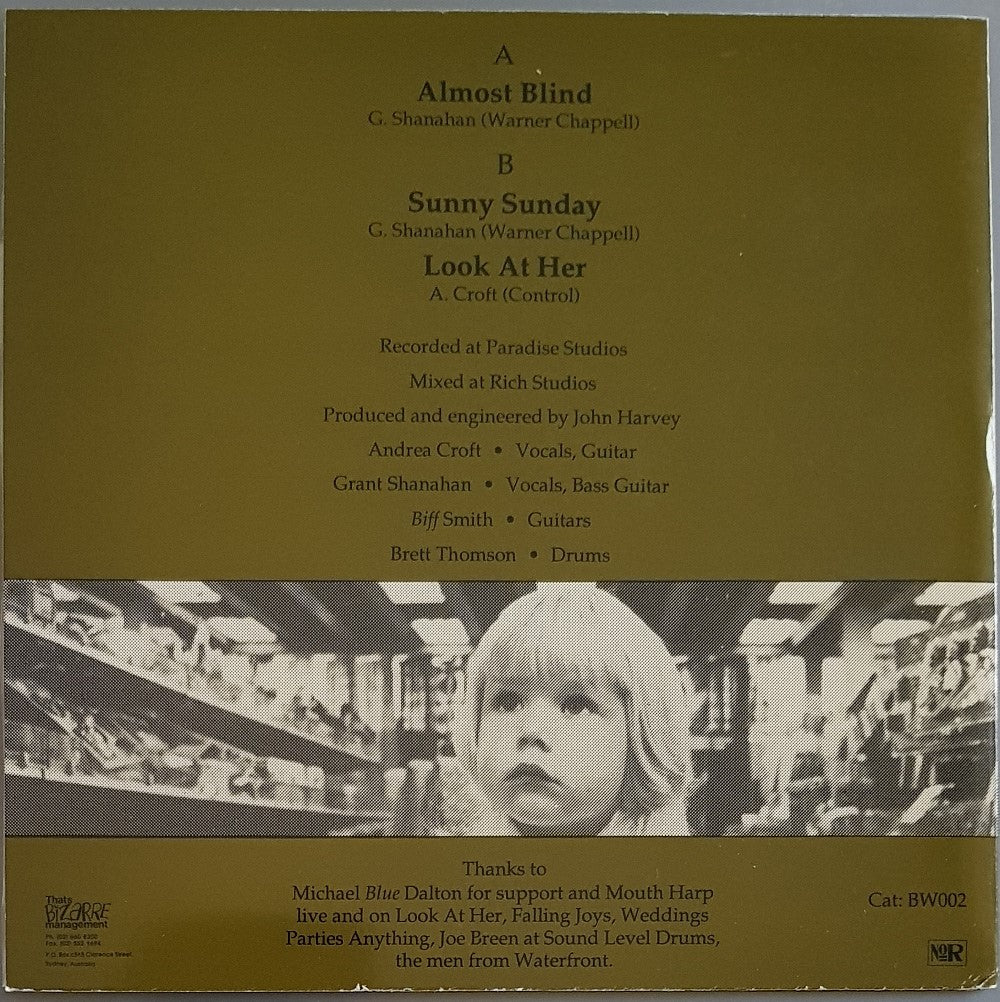 A
Almost Blind
G. Shanahan (Warner Chappell)
B
Sunny Sunday
G. Shanahan (Warner Chappell)
Look At Her
A. Croft (Control)
Recorded at Paradise Studios
Mixed at Rich Studios
Produced and engineered by John Harvey
Andrea Croft • Vocals, Guitar
Grant Shanahan • Vocals, Bass Guitar
Biff Smith • Guitars
Brett Thomson • Drums
Thanks to
Michael Blue Dalton for support and Mouth Harp
live and on Look At Her, Falling Joys, Weddings
Parties Anything, Joe Breen at Sound Level Drums,
the men from Waterfront.
Thats
BIZARRE
management
Sydney, Australia
Cat: BW002
NoR